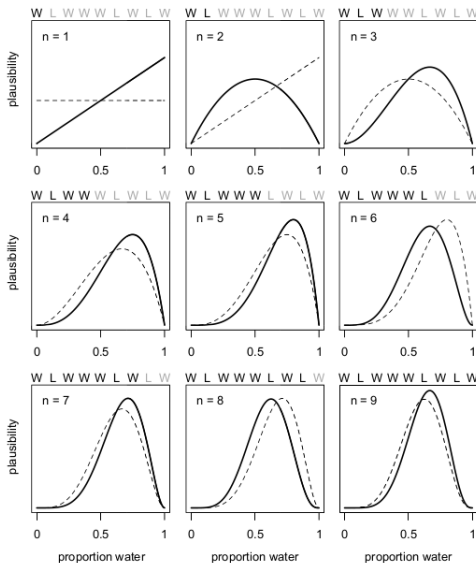 W L W W W L W L W W L W W W L W L W W L W W W L W L W
n = 1 n = 2 n = 3
plausibility
0 0.5 1 0 0.5 1 0 0.5 1
W L W W W L W L W W L W W W L W L W W L W W W L W L W
n = 4 n = 5 n = 6
plausibility
0 0.5 1 0 0.5 1 0 0.5 1
W L W W W L W L W W L W W W L W L W W L W W W L W L W
n = 7 n = 8 n = 9
plausibility
0 0.5 1 0 0.5 1 0 0.5 1
proportion water proportion water proportion water